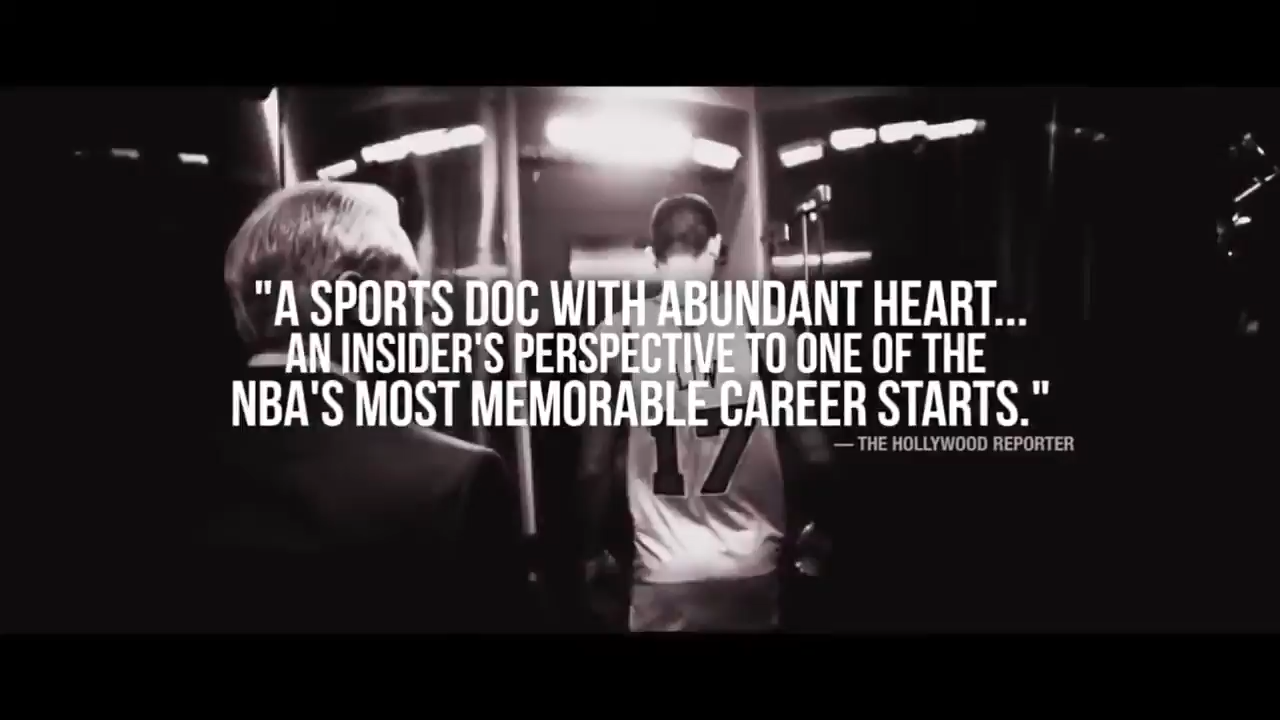 "A SPORTS DOC WITH ABUNDANT HEART...
AN INSIDER'S PERSPECTIVE TO ONE OF THE
NBA'S MOST MEMORABLE CAREER STARTS."
— THE HOLLYWOOD REPORTER
17